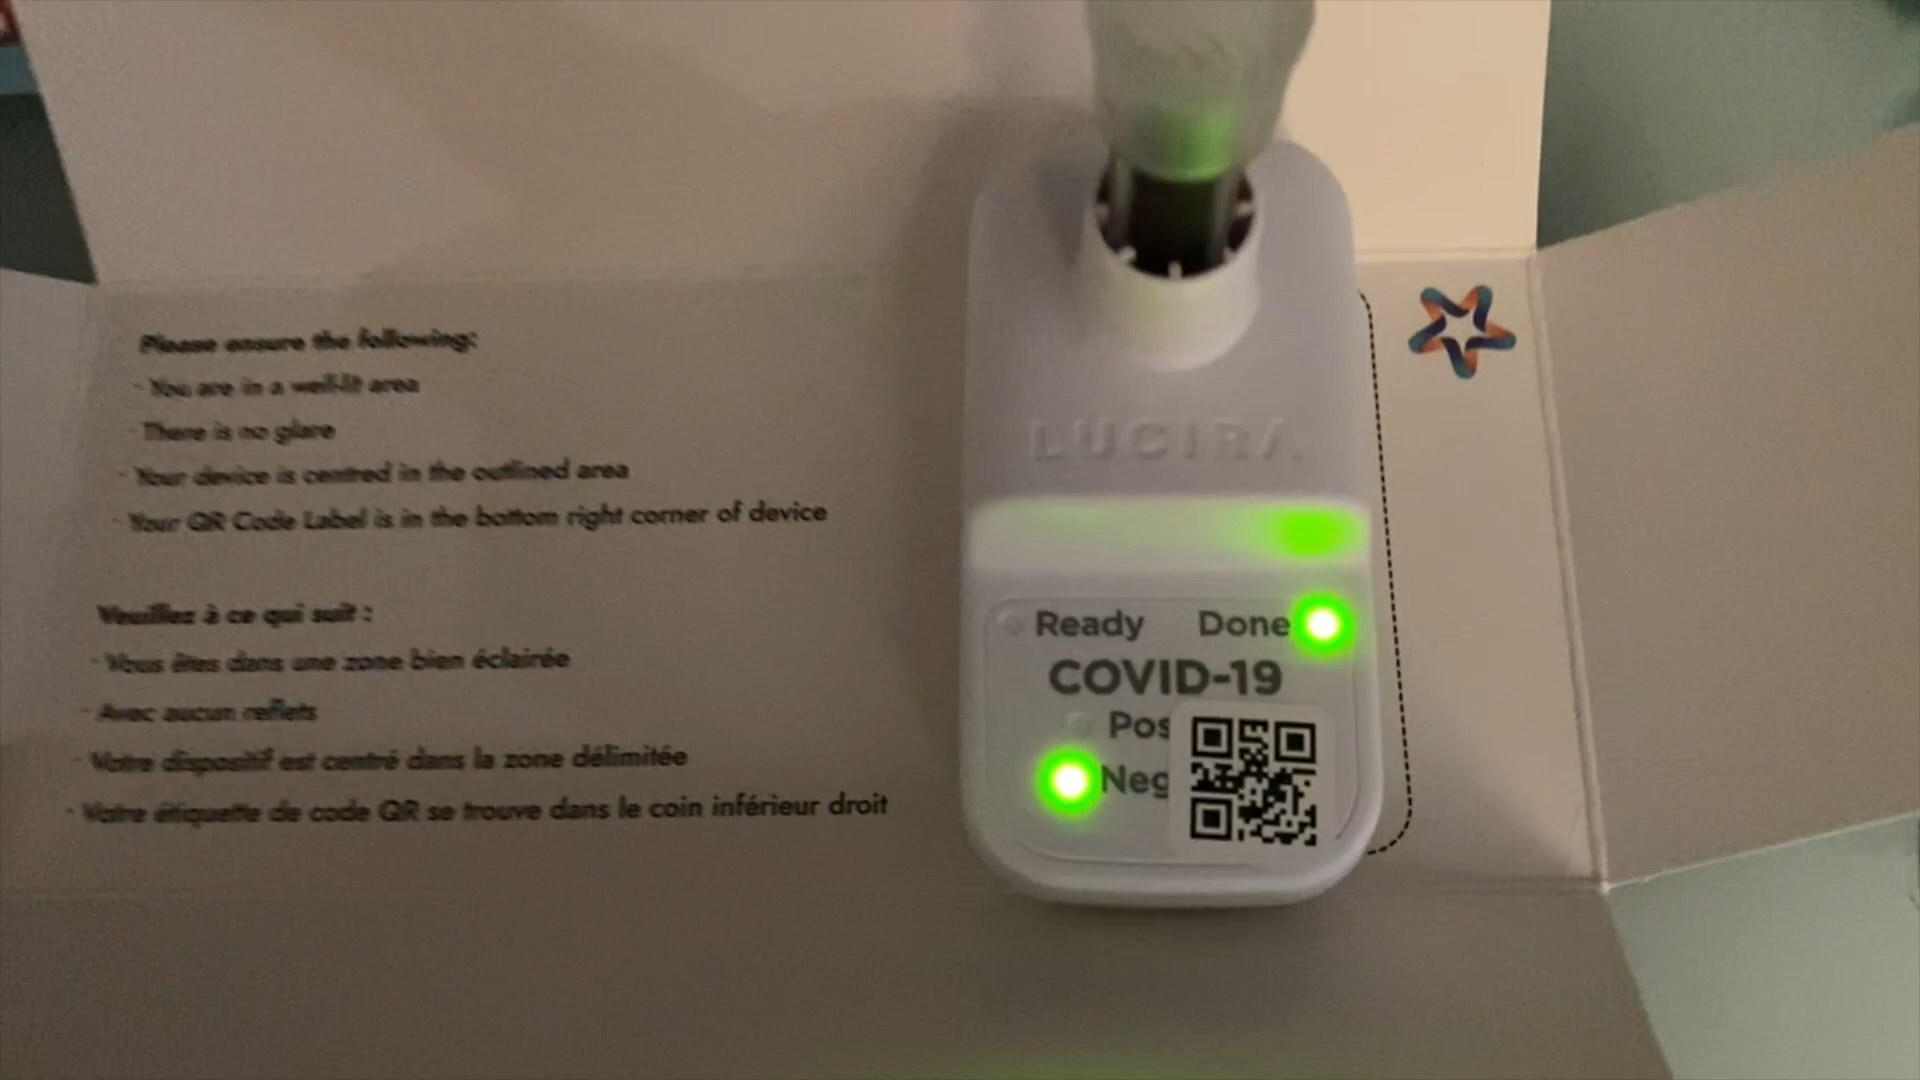 Please ensure the following:
- You are in a well-lit area
- There is no glare
- Your device is centred in the outlined area
- Your QR Code Label is in the bottom right corner of device
Veuillez à ce qui suit :
- Vous êtes dans une zone bien éclairée
- Avec aucun reflets
- Votre dispositif est centré dans la zone délimitée
- Votre étiquette de code QR se trouve dans le coin inférieur droit
LUCIRA
Ready Done
COVID-19
Pos
Neg